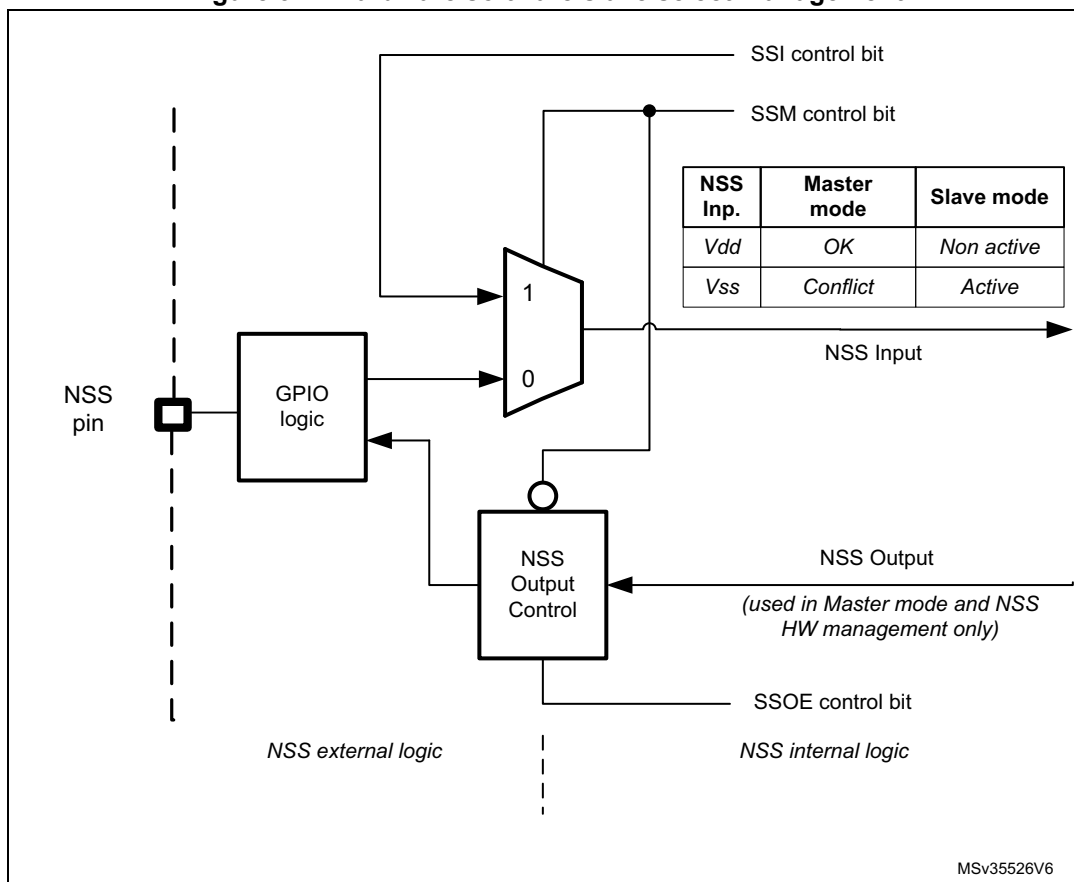 SSI control bit
SSM control bit
NSS Inp. Master mode Slave mode
Vdd OK Non active
Vss Conflict Active
1
NSS Input
0
GPIO
logic
NSS
pin
NSS
Output
Control
NSS Output
(used in Master mode and NSS
HW management only)
SSOE control bit
NSS external logic
NSS internal logic
MSv35526V6